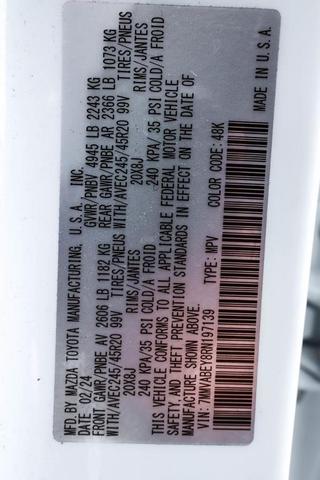 MFD. BY MAZDA TOYOTA MANUFACTURING, U.S.A., INC.
DATE 02/24 GVWR/PNBV 4945 LB 2243 KG
FRONT GAWR/PNBE AV 2606 LB 1182 KG REAR GAWR/PNBE AR 2366 LB 1073 KG
WITH/AVEC245/45R20 99V TIRES/PNEUS WITH/AVEC245/45R20 99V TIRES/PNEUS
20X8J RIMS/JANTES 20X8J RIMS/JANTES
240 KPA/35 PSI COLD/A FROID 240 KPA/35 PSI COLD/A FROID
THIS VEHICLE CONFORMS TO ALL APPLICABLE FEDERAL MOTOR VEHICLE
SAFETY, AND THEFT PREVENTION STANDARDS IN EFFECT ON THE DATE OF
MANUFACTURE SHOWN ABOVE.
VIN: 7MMVABEY8RN197139 TYPE: MPV COLOR CODE: 48K
MADE IN U.S.A.